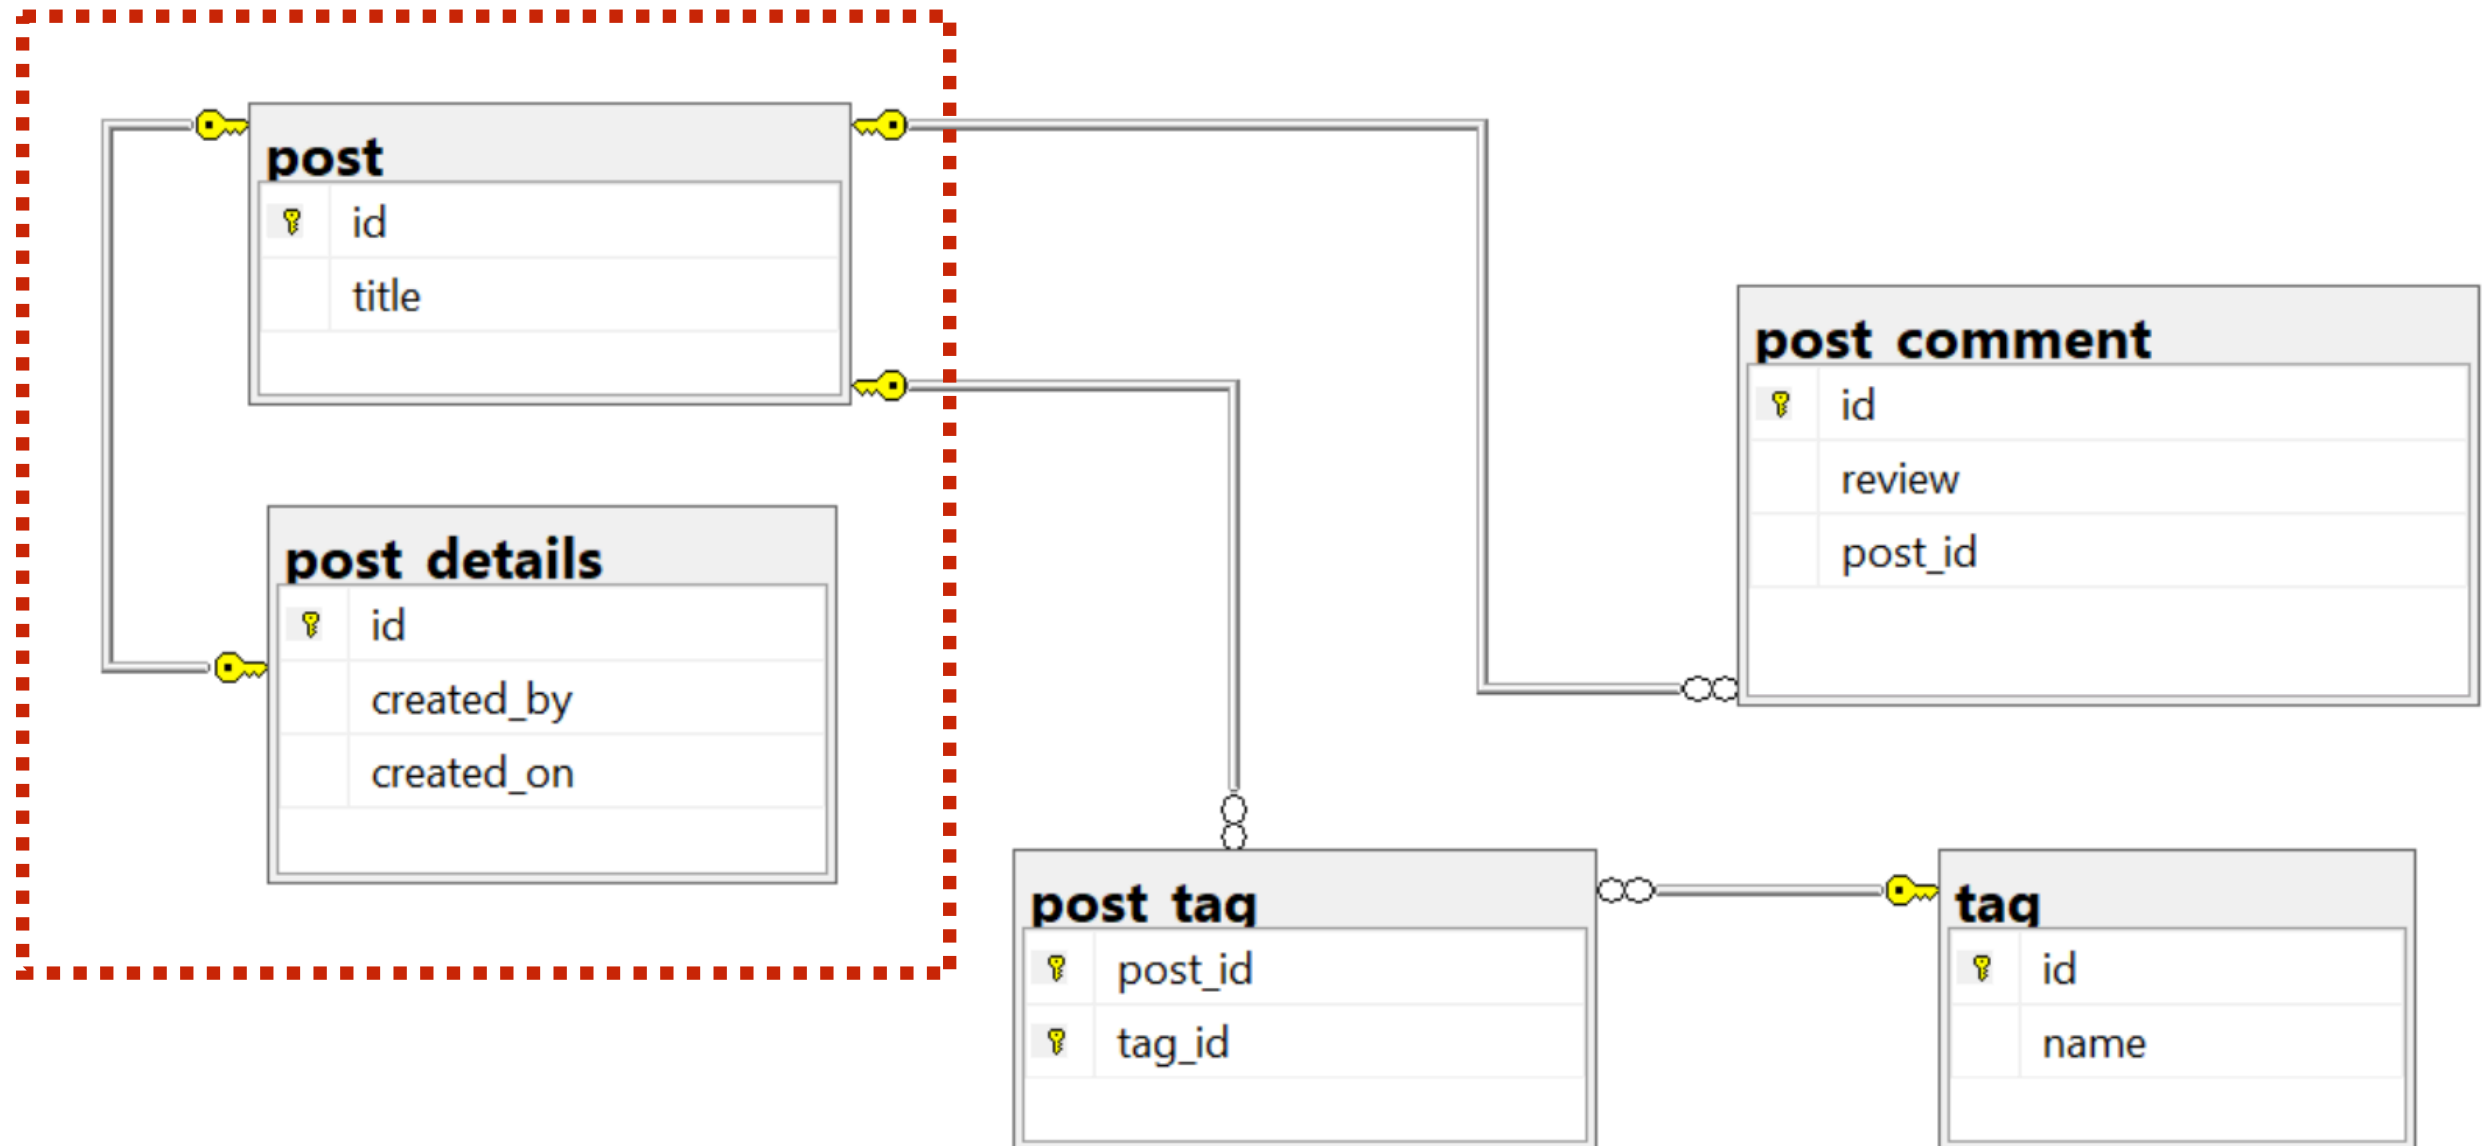 post
id
title
post_details
id
created_by
created_on
post_comment
id
review
post_id
post_tag
post_id
tag_id
tag
id
name